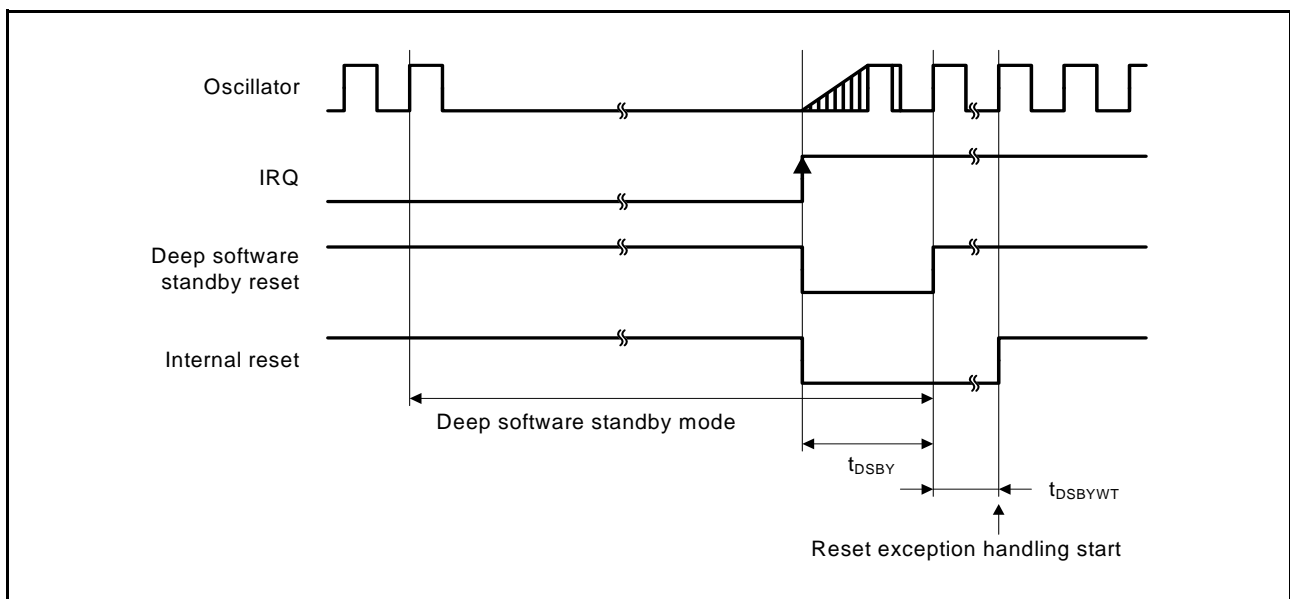 Oscillator
IRQ
Deep software
standby reset
Internal reset
Deep software standby mode
tDSBY
tDSBYWT
Reset exception handling start